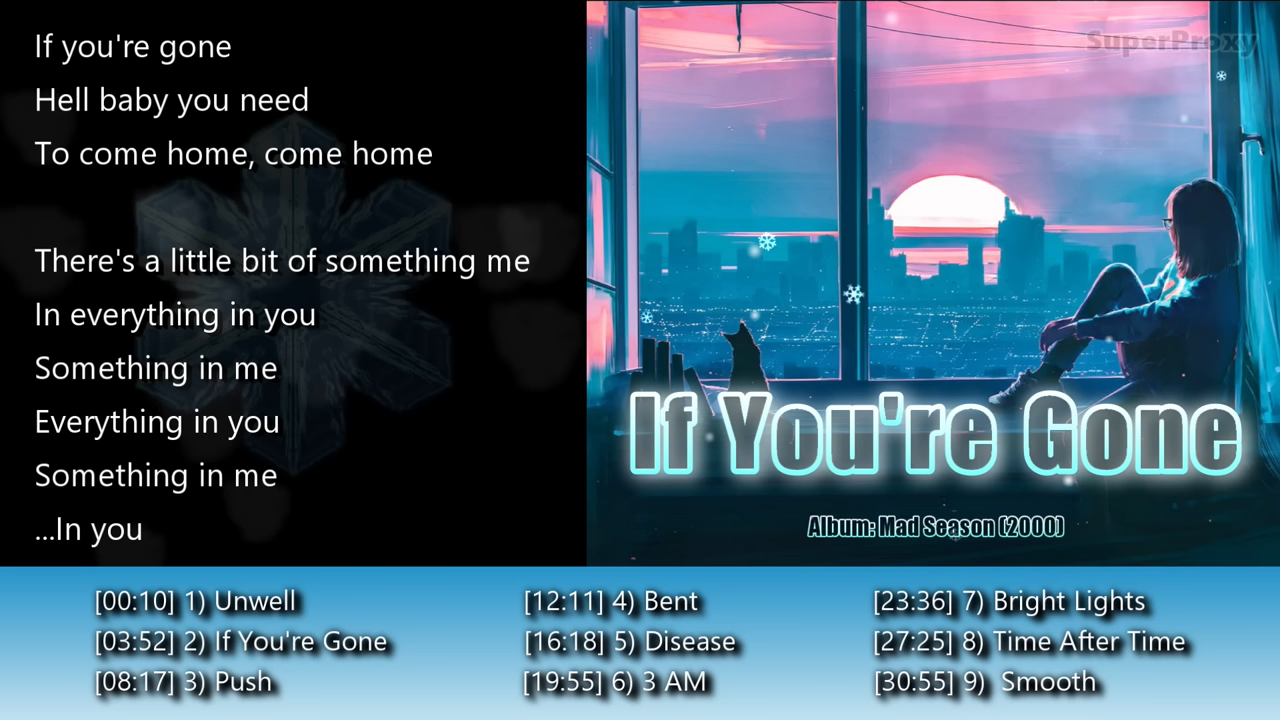 If you're gone
Hell baby you need
To come home, come home
There's a little bit of something me
In everything in you
Something in me
Everything in you
Something in me
...In you
SuperProxy
If You're Gone
Album: Mad Season (2000)
[00:10] 1) Unwell
[03:52] 2) If You're Gone
[08:17] 3) Push
[12:11] 4) Bent
[16:18] 5) Disease
[19:55] 6) 3 AM
[23:36] 7) Bright Lights
[27:25] 8) Time After Time
[30:55] 9)  Smooth